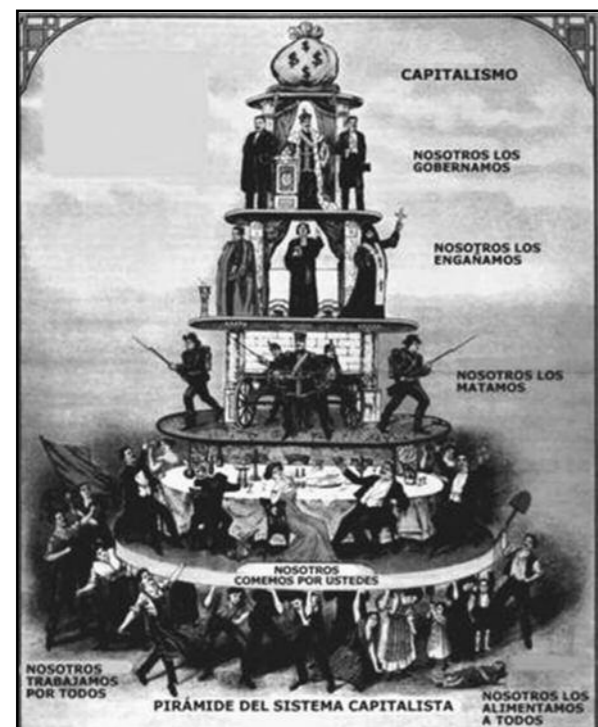 $ $ $ $
CAPITALISMO
NOSOTROS LOS
GOBERNAMOS
NOSOTROS LOS
ENGAÑAMOS
NOSOTROS LOS
MATAMOS
NOSOTROS
COMEMOS POR USTEDES
NOSOTROS
TRABAJAMOS
POR TODOS
PIRÁMIDE DEL SISTEMA CAPITALISTA
NOSOTROS LOS
ALIMENTAMOS
A TODOS